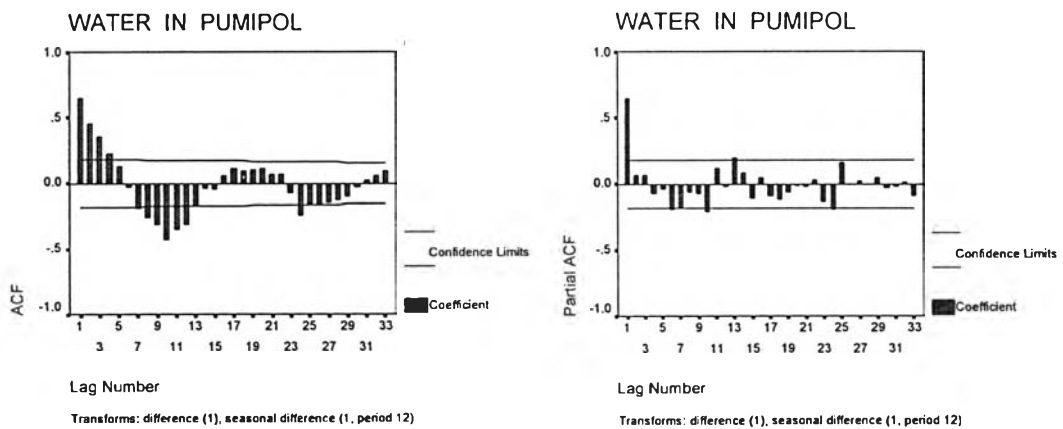 WATER IN PUMIPOL
1.0
.5
0.0
-.5
-1.0
ACF
1 5 9 13 17 21 25 29 33
3 7 11 15 19 23 27 31
Lag Number
Confidence Limits
Coefficient
Transforms: difference (1), seasonal difference (1, period 12)
WATER IN PUMIPOL
1.0
.5
0.0
-.5
-1.0
Partial ACF
1 5 9 13 17 21 25 29 33
3 7 11 15 19 23 27 31
Lag Number
Confidence Limits
Coefficient
Transforms: difference (1), seasonal difference (1, period 12)